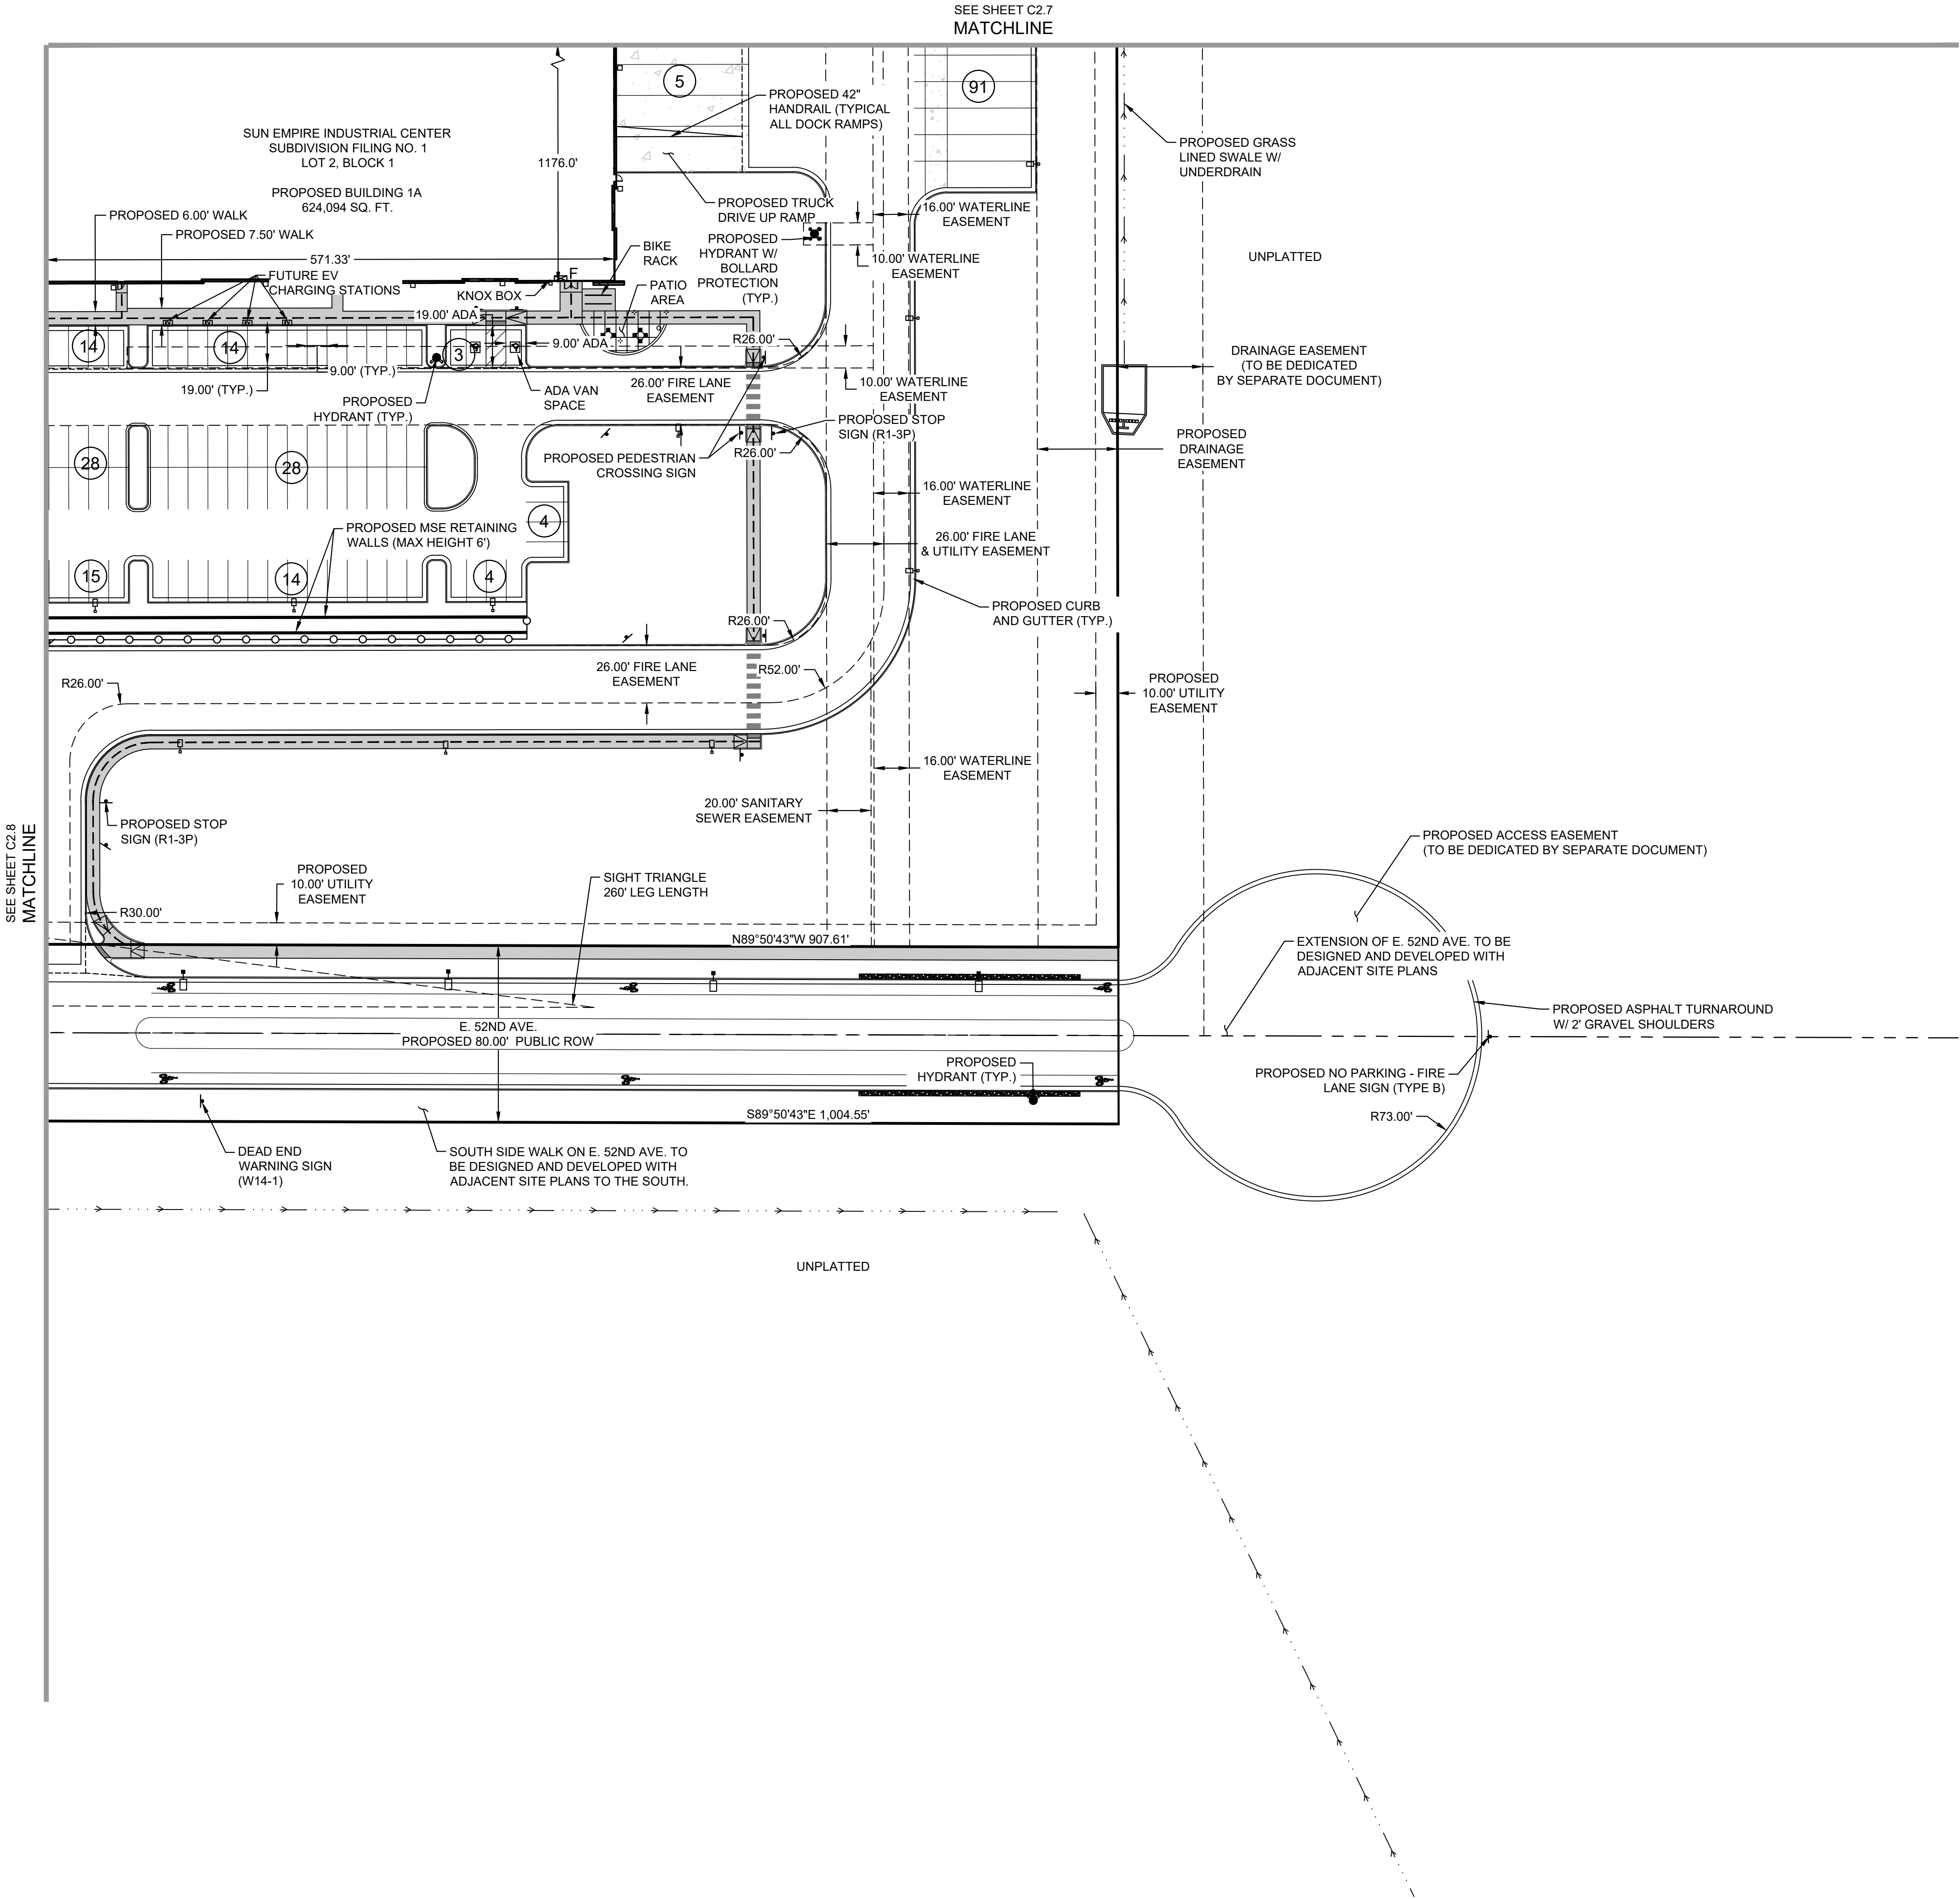 SEE SHEET C2.7
MATCHLINE
5
91
PROPOSED 42"
HANDRAIL (TYPICAL
ALL DOCK RAMPS)
SUN EMPIRE INDUSTRIAL CENTER
SUBDIVISION FILING NO. 1
LOT 2, BLOCK 1
PROPOSED BUILDING 1A
624,094 SQ. FT.
1176.0'
PROPOSED GRASS
LINED SWALE W/
UNDERDRAIN
PROPOSED TRUCK
DRIVE UP RAMP
16.00' WATERLINE
EASEMENT
PROPOSED 6.00' WALK
PROPOSED 7.50' WALK
571.33'
FUTURE EV
CHARGING STATIONS
KNOX BOX
F
BIKE
RACK
PATIO
AREA
PROPOSED
HYDRANT W/
BOLLARD
PROTECTION
(TYP.)
10.00' WATERLINE
EASEMENT
UNPLATTED
19.00' ADA
9.00' ADA
R26.00'
14
14
3
9.00' (TYP.)
19.00' (TYP.)
PROPOSED
HYDRANT (TYP.)
ADA VAN
SPACE
26.00' FIRE LANE
EASEMENT
10.00' WATERLINE
EASEMENT
DRAINAGE EASEMENT
(TO BE DEDICATED
BY SEPARATE DOCUMENT)
PROPOSED STOP
SIGN (R1-3P)
R26.00'
PROPOSED PEDESTRIAN
CROSSING SIGN
PROPOSED
DRAINAGE
EASEMENT
28
28
4
16.00' WATERLINE
EASEMENT
PROPOSED MSE RETAINING
WALLS (MAX HEIGHT 6')
26.00' FIRE LANE
& UTILITY EASEMENT
15
14
4
PROPOSED CURB
AND GUTTER (TYP.)
R26.00'
26.00' FIRE LANE
EASEMENT
R52.00'
R26.00'
PROPOSED
10.00' UTILITY
EASEMENT
16.00' WATERLINE
EASEMENT
20.00' SANITARY
SEWER EASEMENT
PROPOSED STOP
SIGN (R1-3P)
SEE SHEET C2.8
MATCHLINE
PROPOSED
10.00' UTILITY
EASEMENT
SIGHT TRIANGLE
260' LEG LENGTH
R30.00'
PROPOSED ACCESS EASEMENT
(TO BE DEDICATED BY SEPARATE DOCUMENT)
N89°50'43"W 907.61'
EXTENSION OF E. 52ND AVE. TO BE
DESIGNED AND DEVELOPED WITH
ADJACENT SITE PLANS
PROPOSED ASPHALT TURNAROUND
W/ 2' GRAVEL SHOULDERS
E. 52ND AVE.
PROPOSED 80.00' PUBLIC ROW
PROPOSED
HYDRANT (TYP.)
PROPOSED NO PARKING - FIRE
LANE SIGN (TYPE B)
R73.00'
S89°50'43"E 1,004.55'
DEAD END
WARNING SIGN
(W14-1)
SOUTH SIDE WALK ON E. 52ND AVE. TO
BE DESIGNED AND DEVELOPED WITH
ADJACENT SITE PLANS TO THE SOUTH.
UNPLATTED